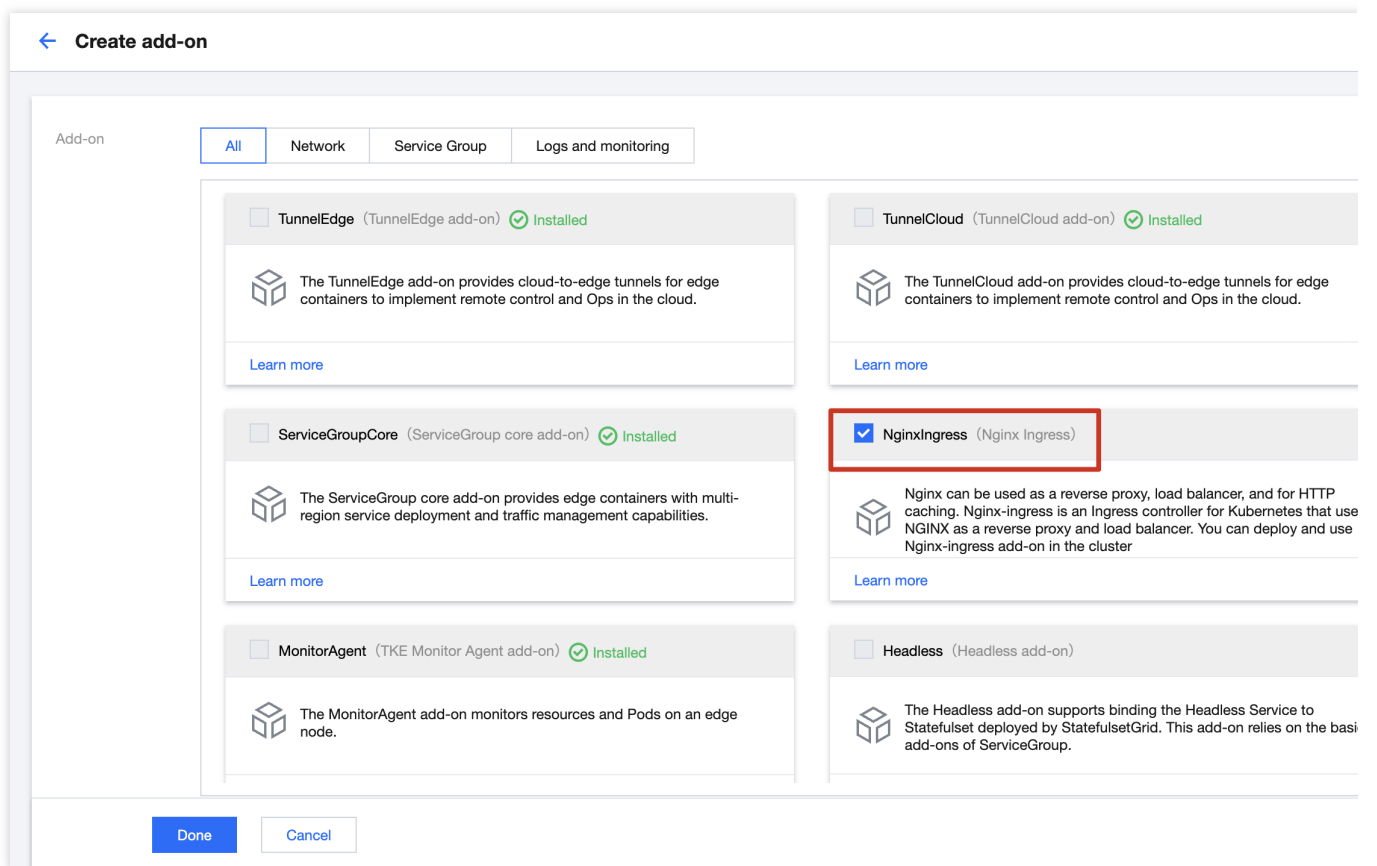 Create add-on
Add-on
All
Network
Service Group
Logs and monitoring
TunnelEdge (TunnelEdge add-on) Installed
The TunnelEdge add-on provides cloud-to-edge tunnels for edge
containers to implement remote control and Ops in the cloud.
Learn more
TunnelCloud (TunnelCloud add-on) Installed
The TunnelCloud add-on provides cloud-to-edge tunnels for edge
containers to implement remote control and Ops in the cloud.
Learn more
ServiceGroupCore (ServiceGroup core add-on) Installed
The ServiceGroup core add-on provides edge containers with multi-
region service deployment and traffic management capabilities.
Learn more
NginxIngress (Nginx Ingress)
Nginx can be used as a reverse proxy, load balancer, and for HTTP
caching. Nginx-ingress is an Ingress controller for Kubernetes that use
NGINX as a reverse proxy and load balancer. You can deploy and use
Nginx-ingress add-on in the cluster
Learn more
MonitorAgent (TKE Monitor Agent add-on) Installed
The MonitorAgent add-on monitors resources and Pods on an edge
node.
Headless (Headless add-on)
The Headless add-on supports binding the Headless Service to
Statefulset deployed by StatefulsetGrid. This add-on relies on the basi
add-ons of ServiceGroup.
Done
Cancel